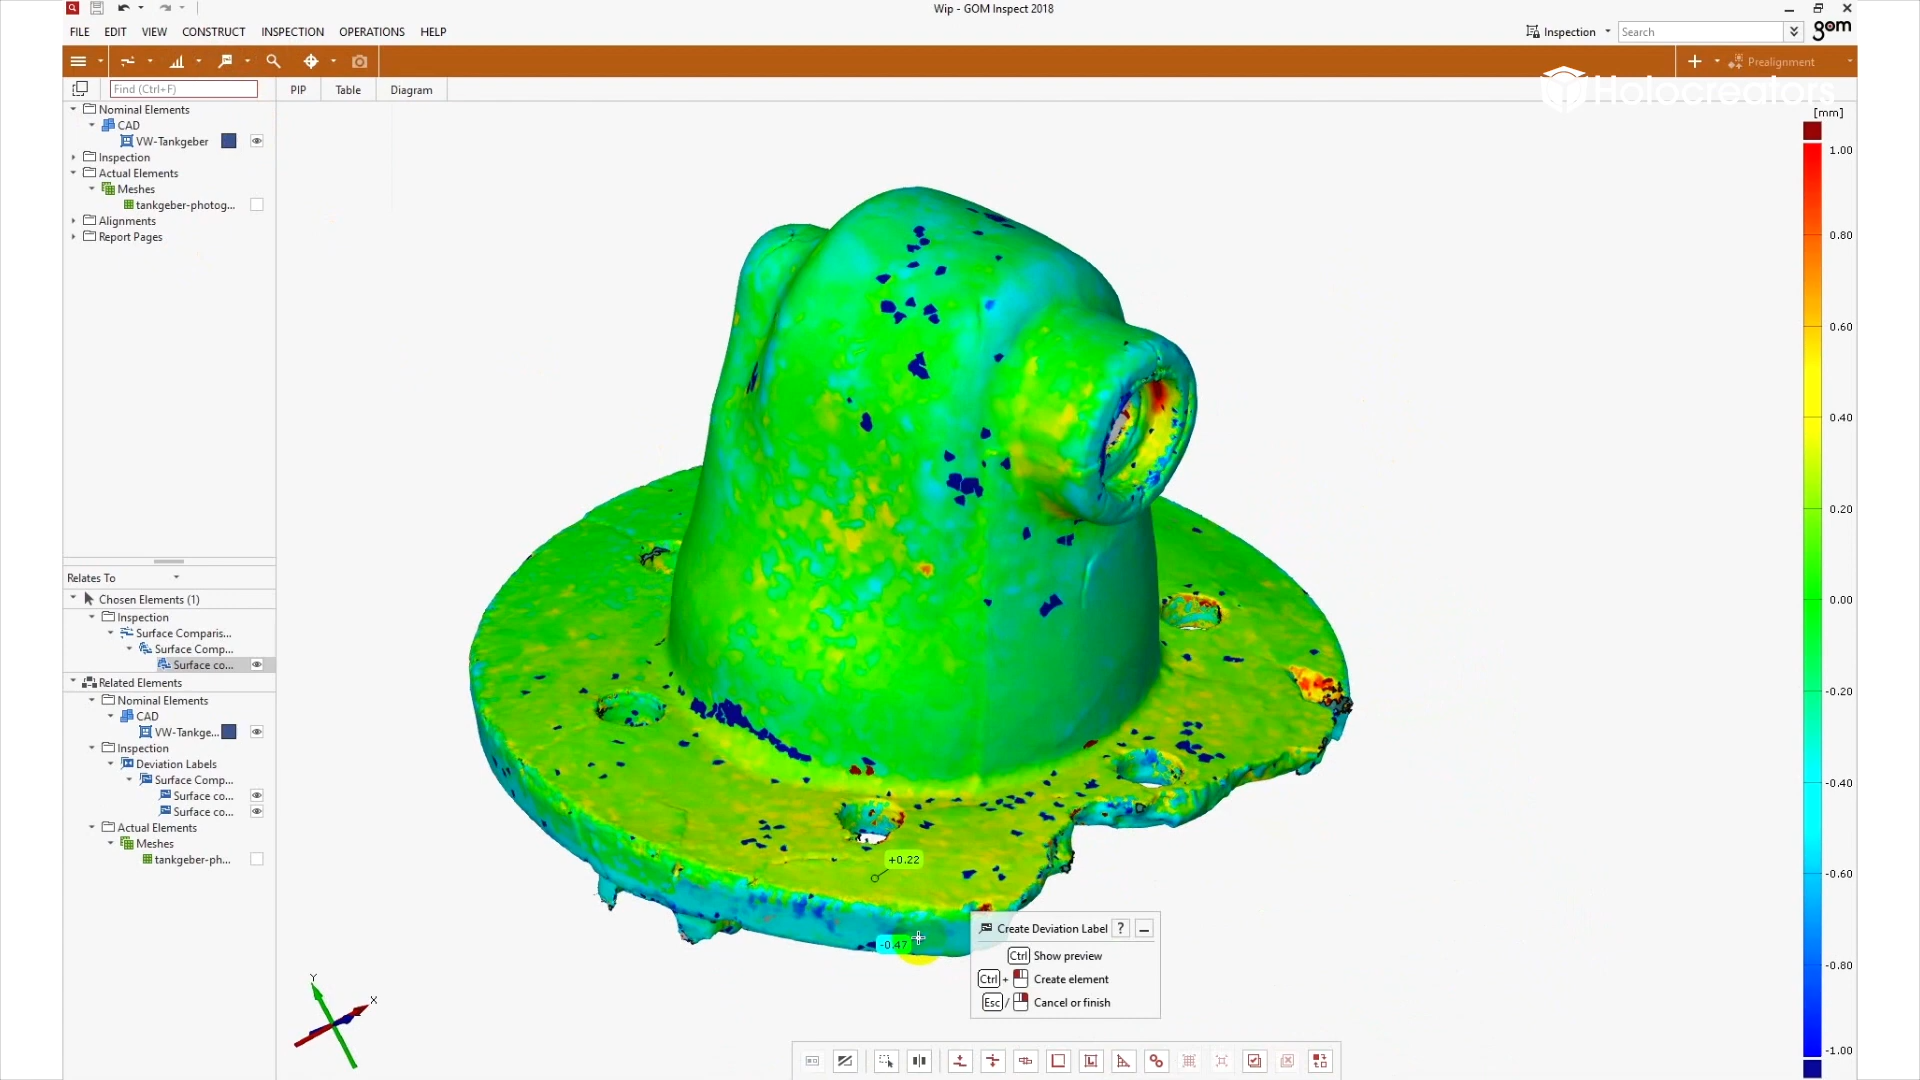 Wip - GOM Inspect 2018
FILE EDIT VIEW CONSTRUCT INSPECTION OPERATIONS HELP
Inspection
Search
gom
Prealignment
Find (Ctrl+F)
PIP Table Diagram
Holocreators
Nominal Elements
CAD
VW-Tankgeber
Inspection
Actual Elements
Meshes
tankgeber-photog...
Alignments
Report Pages
[mm]
1.00
0.80
0.60
0.40
0.20
0.00
-0.20
-0.40
-0.60
-0.80
-1.00
Relates To
Chosen Elements (1)
Inspection
Surface Comparis...
Surface Comp...
Surface co...
Related Elements
Nominal Elements
CAD
VW-Tankge...
Inspection
Deviation Labels
Surface Comp...
Surface co...
Surface co...
Actual Elements
Meshes
tankgeber-ph...
+0.22
-0.47
Create Deviation Label ?
Ctrl Show preview
Ctrl + Create element
Esc / Cancel or finish
Y
X